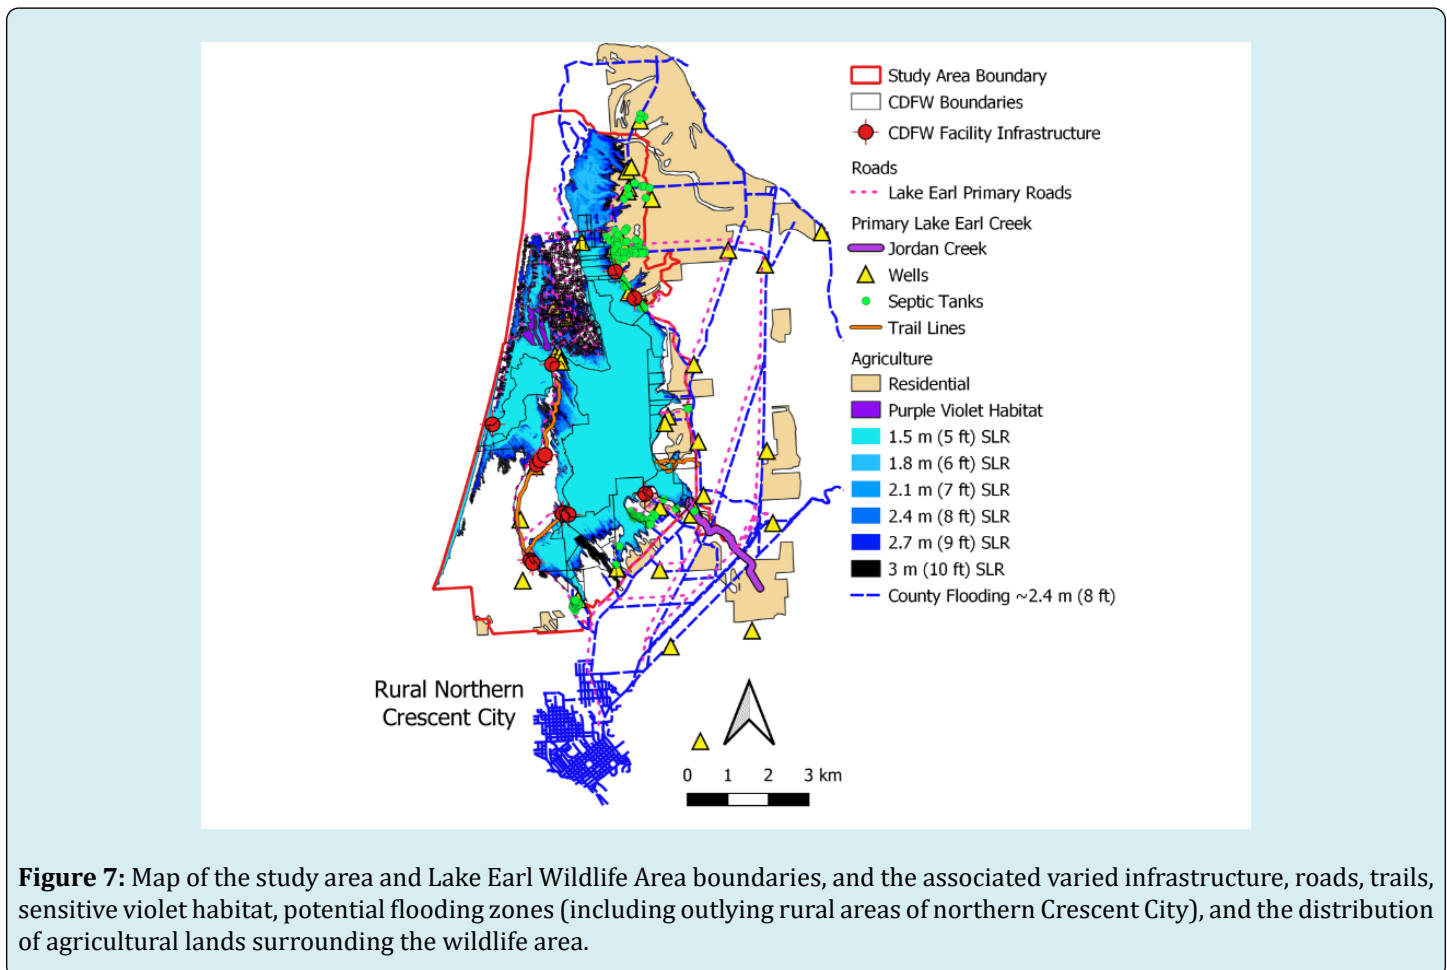 Study Area Boundary
CDFW Boundaries
CDFW Facility Infrastructure
Roads
Lake Earl Primary Roads
Primary Lake Earl Creek
Jordan Creek
Wells
Septic Tanks
Trail Lines
Agriculture
Residential
Purple Violet Habitat
1.5 m (5 ft) SLR
1.8 m (6 ft) SLR
2.1 m (7 ft) SLR
2.4 m (8 ft) SLR
2.7 m (9 ft) SLR
3 m (10 ft) SLR
County Flooding ~2.4 m (8 ft)
Rural Northern
Crescent City
0 1 2 3 km
Figure 7: Map of the study area and Lake Earl Wildlife Area boundaries, and the associated varied infrastructure, roads, trails,
sensitive violet habitat, potential flooding zones (including outlying rural areas of northern Crescent City), and the distribution
of agricultural lands surrounding the wildlife area.